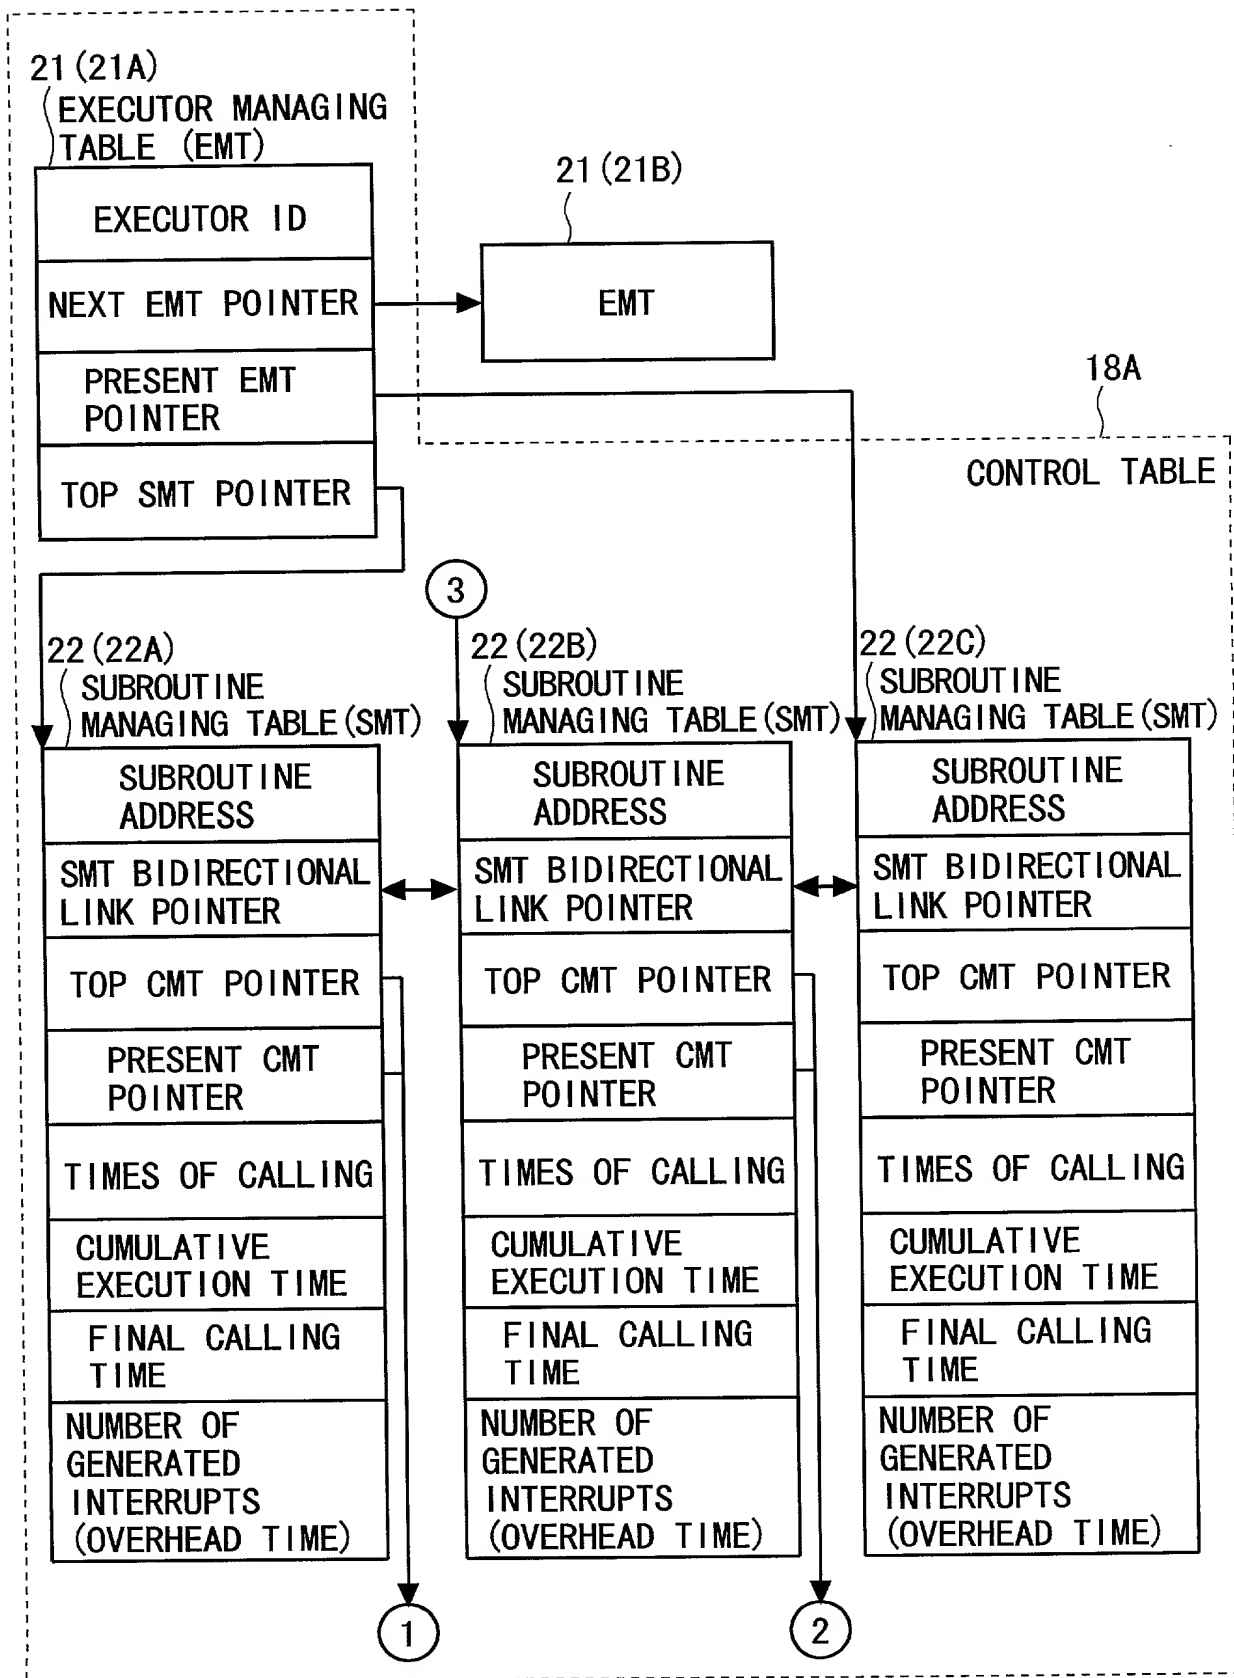 21(21A)
EXECUTOR MANAGING
TABLE (EMT)
EXECUTOR ID
NEXT EMT POINTER
PRESENT EMT
POINTER
TOP SMT POINTER
21(21B)
EMT
18A
CONTROL TABLE
3
22(22A)
SUBROUTINE
MANAGING TABLE(SMT)
SUBROUTINE
ADDRESS
SMT BIDIRECTIONAL
LINK POINTER
TOP CMT POINTER
PRESENT CMT
POINTER
TIMES OF CALLING
CUMULATIVE
EXECUTION TIME
FINAL CALLING
TIME
NUMBER OF
GENERATED
INTERRUPTS
(OVERHEAD TIME)
1
22(22B)
SUBROUTINE
MANAGING TABLE(SMT)
SUBROUTINE
ADDRESS
SMT BIDIRECTIONAL
LINK POINTER
TOP CMT POINTER
PRESENT CMT
POINTER
TIMES OF CALLING
CUMULATIVE
EXECUTION TIME
FINAL CALLING
TIME
NUMBER OF
GENERATED
INTERRUPTS
(OVERHEAD TIME)
2
22(22C)
SUBROUTINE
MANAGING TABLE(SMT)
SUBROUTINE
ADDRESS
SMT BIDIRECTIONAL
LINK POINTER
TOP CMT POINTER
PRESENT CMT
POINTER
TIMES OF CALLING
CUMULATIVE
EXECUTION TIME
FINAL CALLING
TIME
NUMBER OF
GENERATED
INTERRUPTS
(OVERHEAD TIME)